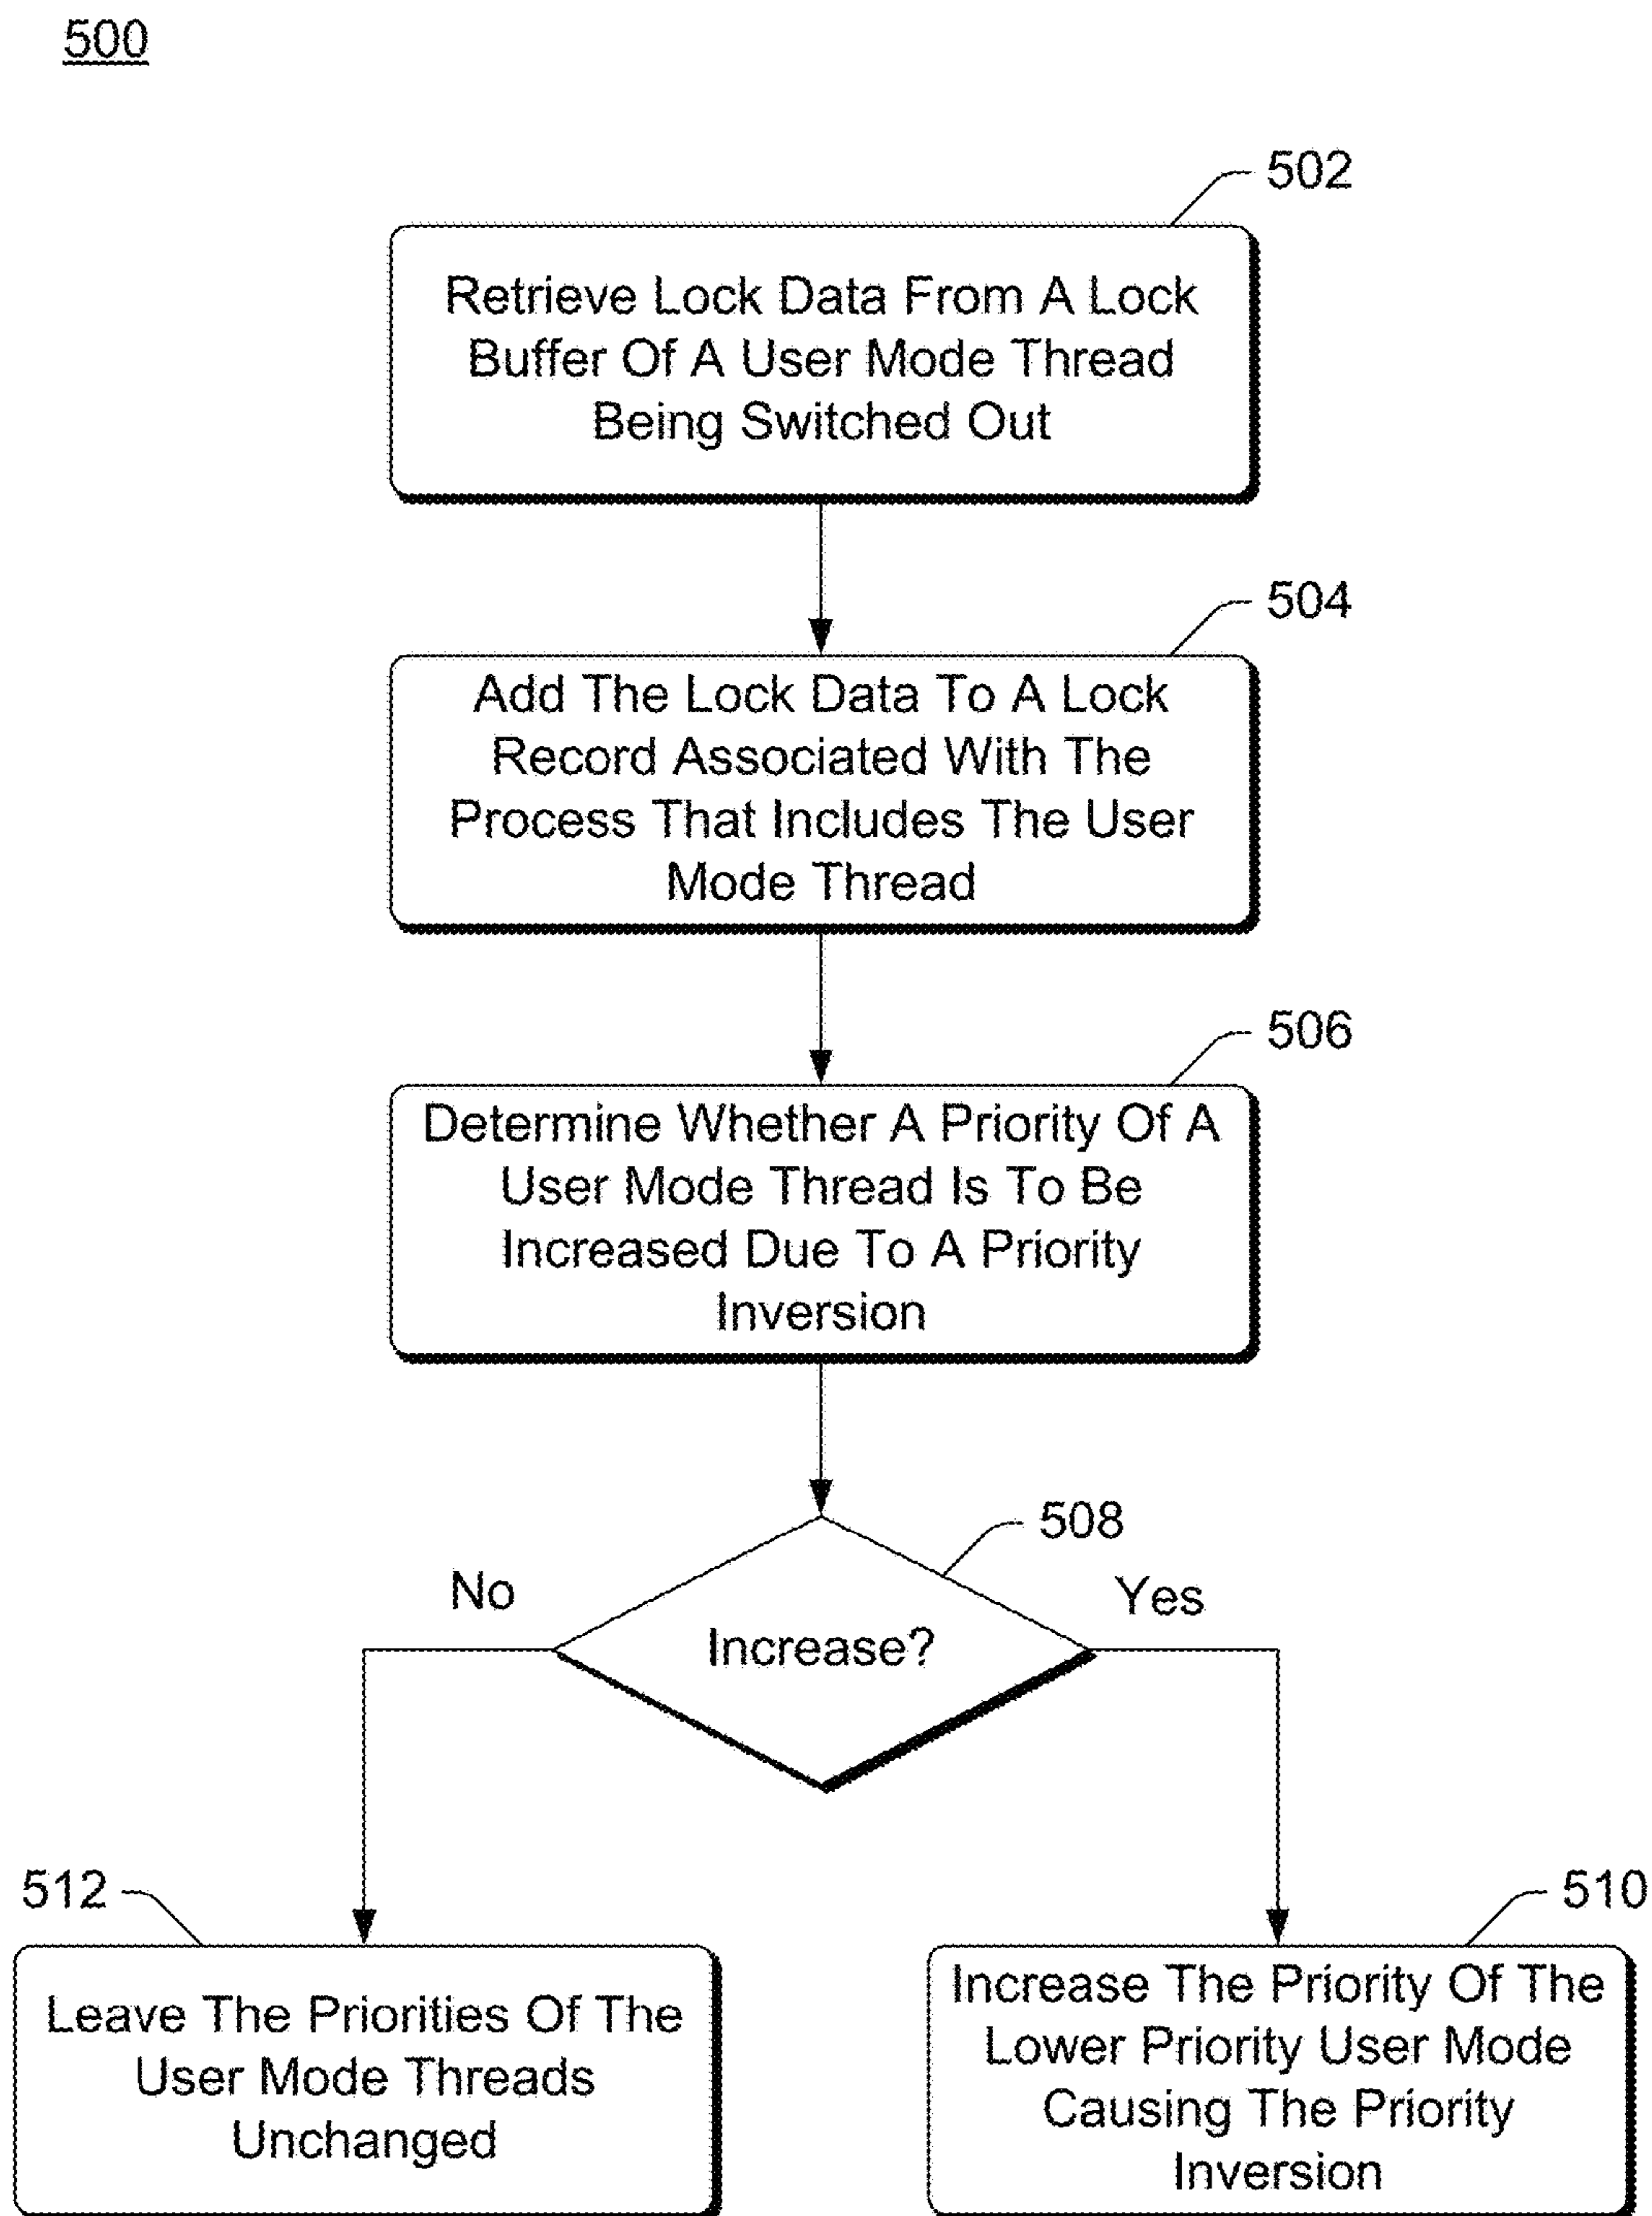 500
502
Retrieve Lock Data From A Lock
Buffer Of A User Mode Thread
Being Switched Out
504
Add The Lock Data To A Lock
Record Associated With The
Process That Includes The User
Mode Thread
506
Determine Whether A Priority Of A
User Mode Thread Is To Be
Increased Due To A Priority
Inversion
508
No
Yes
Increase?
512
510
Leave The Priorities Of The
User Mode Threads
Unchanged
Increase The Priority Of The
Lower Priority User Mode
Causing The Priority
Inversion